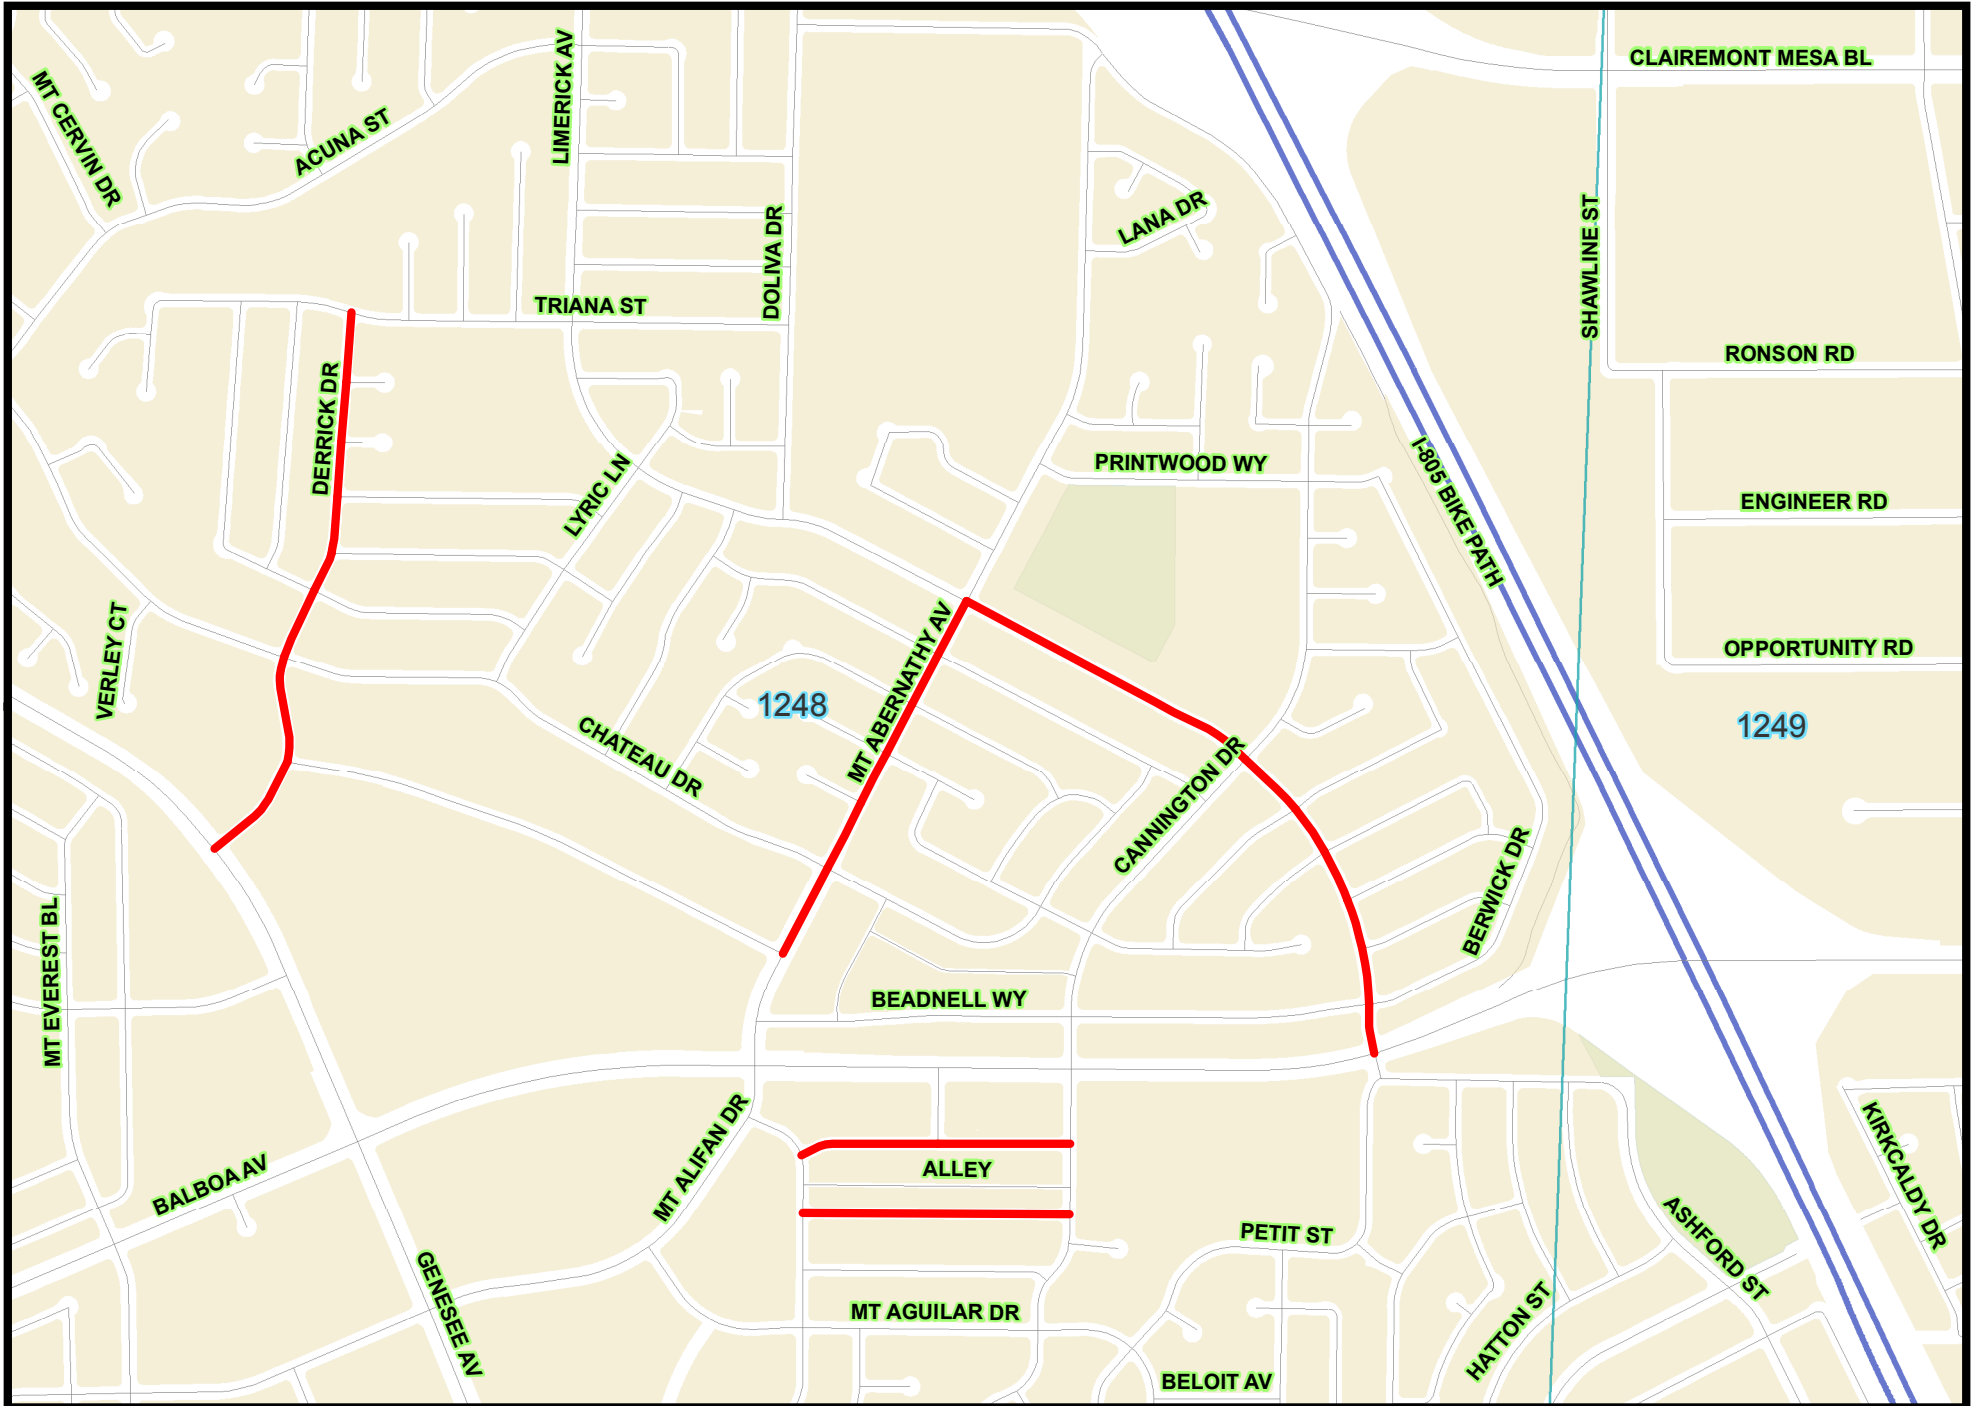 CLAIREMONT MESA BL
LIMERICK AV
MT CERVIN DR
ACUNA ST
LANA DR
DOLIVA DR
SHAWLINE ST
TRIANA ST
RONSON RD
DERRICK DR
PRINTWOOD WY
LYRIC LN
I-805 BIKE PATH
ENGINEER RD
VERLEY CT
OPPORTUNITY RD
MT ABERNATHY AV
1248
1249
CHATEAU DR
CANNINGTON DR
BERWICK DR
MT EVEREST BL
BEADNELL WY
MT ALIFAN DR
ALLEY
BALBOA AV
KIRKCALDY DR
PETIT ST
ASHFORD ST
GENESEE AV
MT AGUILAR DR
HATTON ST
BELOIT AV